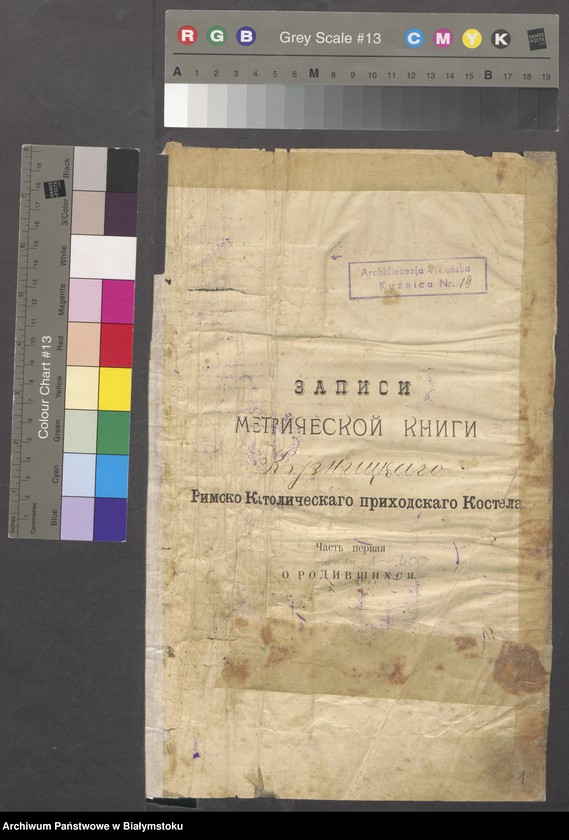 R G B Grey Scale #13 C M Y K
A 1 2 3 4 5 6 M 8 9 10 11 12 13 14 15 B 17 18 19
Colour Chart #13
Black
3/Color
White
Magenta
Red
Yellow
Green
Cyan
Blue
Centimetres
Archidiecezja Wileńska
Kuźnica Nr. 19
ЗАПИСИ
МЕТРИЧЕСКОЙ КНИГИ
Кузницкаго
Римско Католическаго приходскаго Костела
Часть первая
О РОДИВШИХСЯ.
1
Archiwum Państwowe w Białymstoku